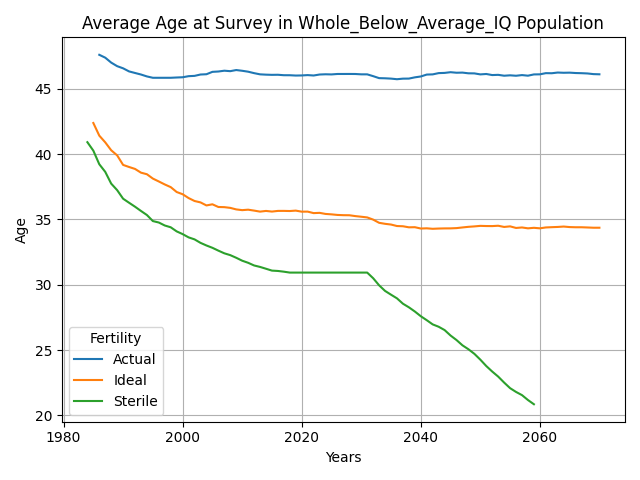 Average Age at Survey in Whole_Below_Average_IQ Population
Age
45
40
35
30
25
20
1980
2000
2020
2040
2060
Years
Fertility
Actual
Ideal
Sterile